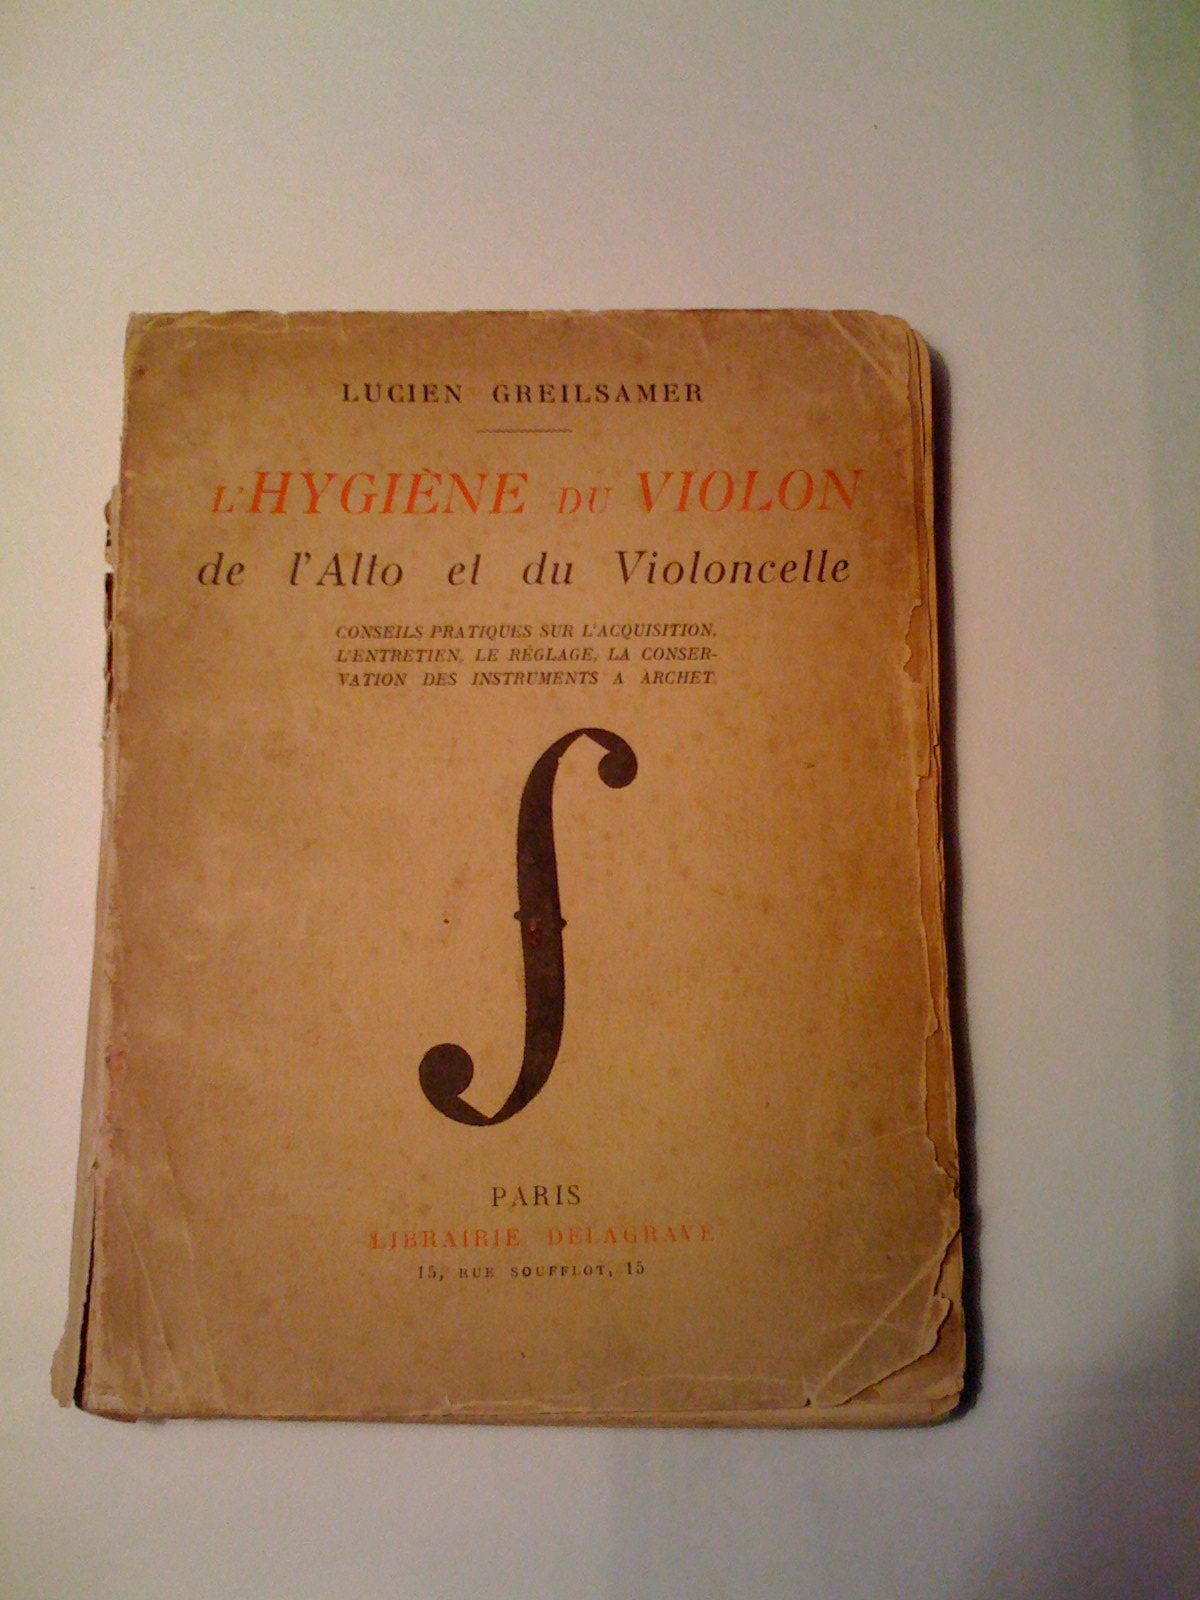 LUCIEN GREILSAMER
L'HYGIÈNE DU VIOLON
de l'Alto et du Violoncelle
CONSEILS PRATIQUES SUR L'ACQUISITION,
L'ENTRETIEN, LE RÉGLAGE, LA CONSER-
VATION DES INSTRUMENTS A ARCHET
PARIS
LIBRAIRIE DELAGRAVE
15, RUE SOUFFLOT, 15